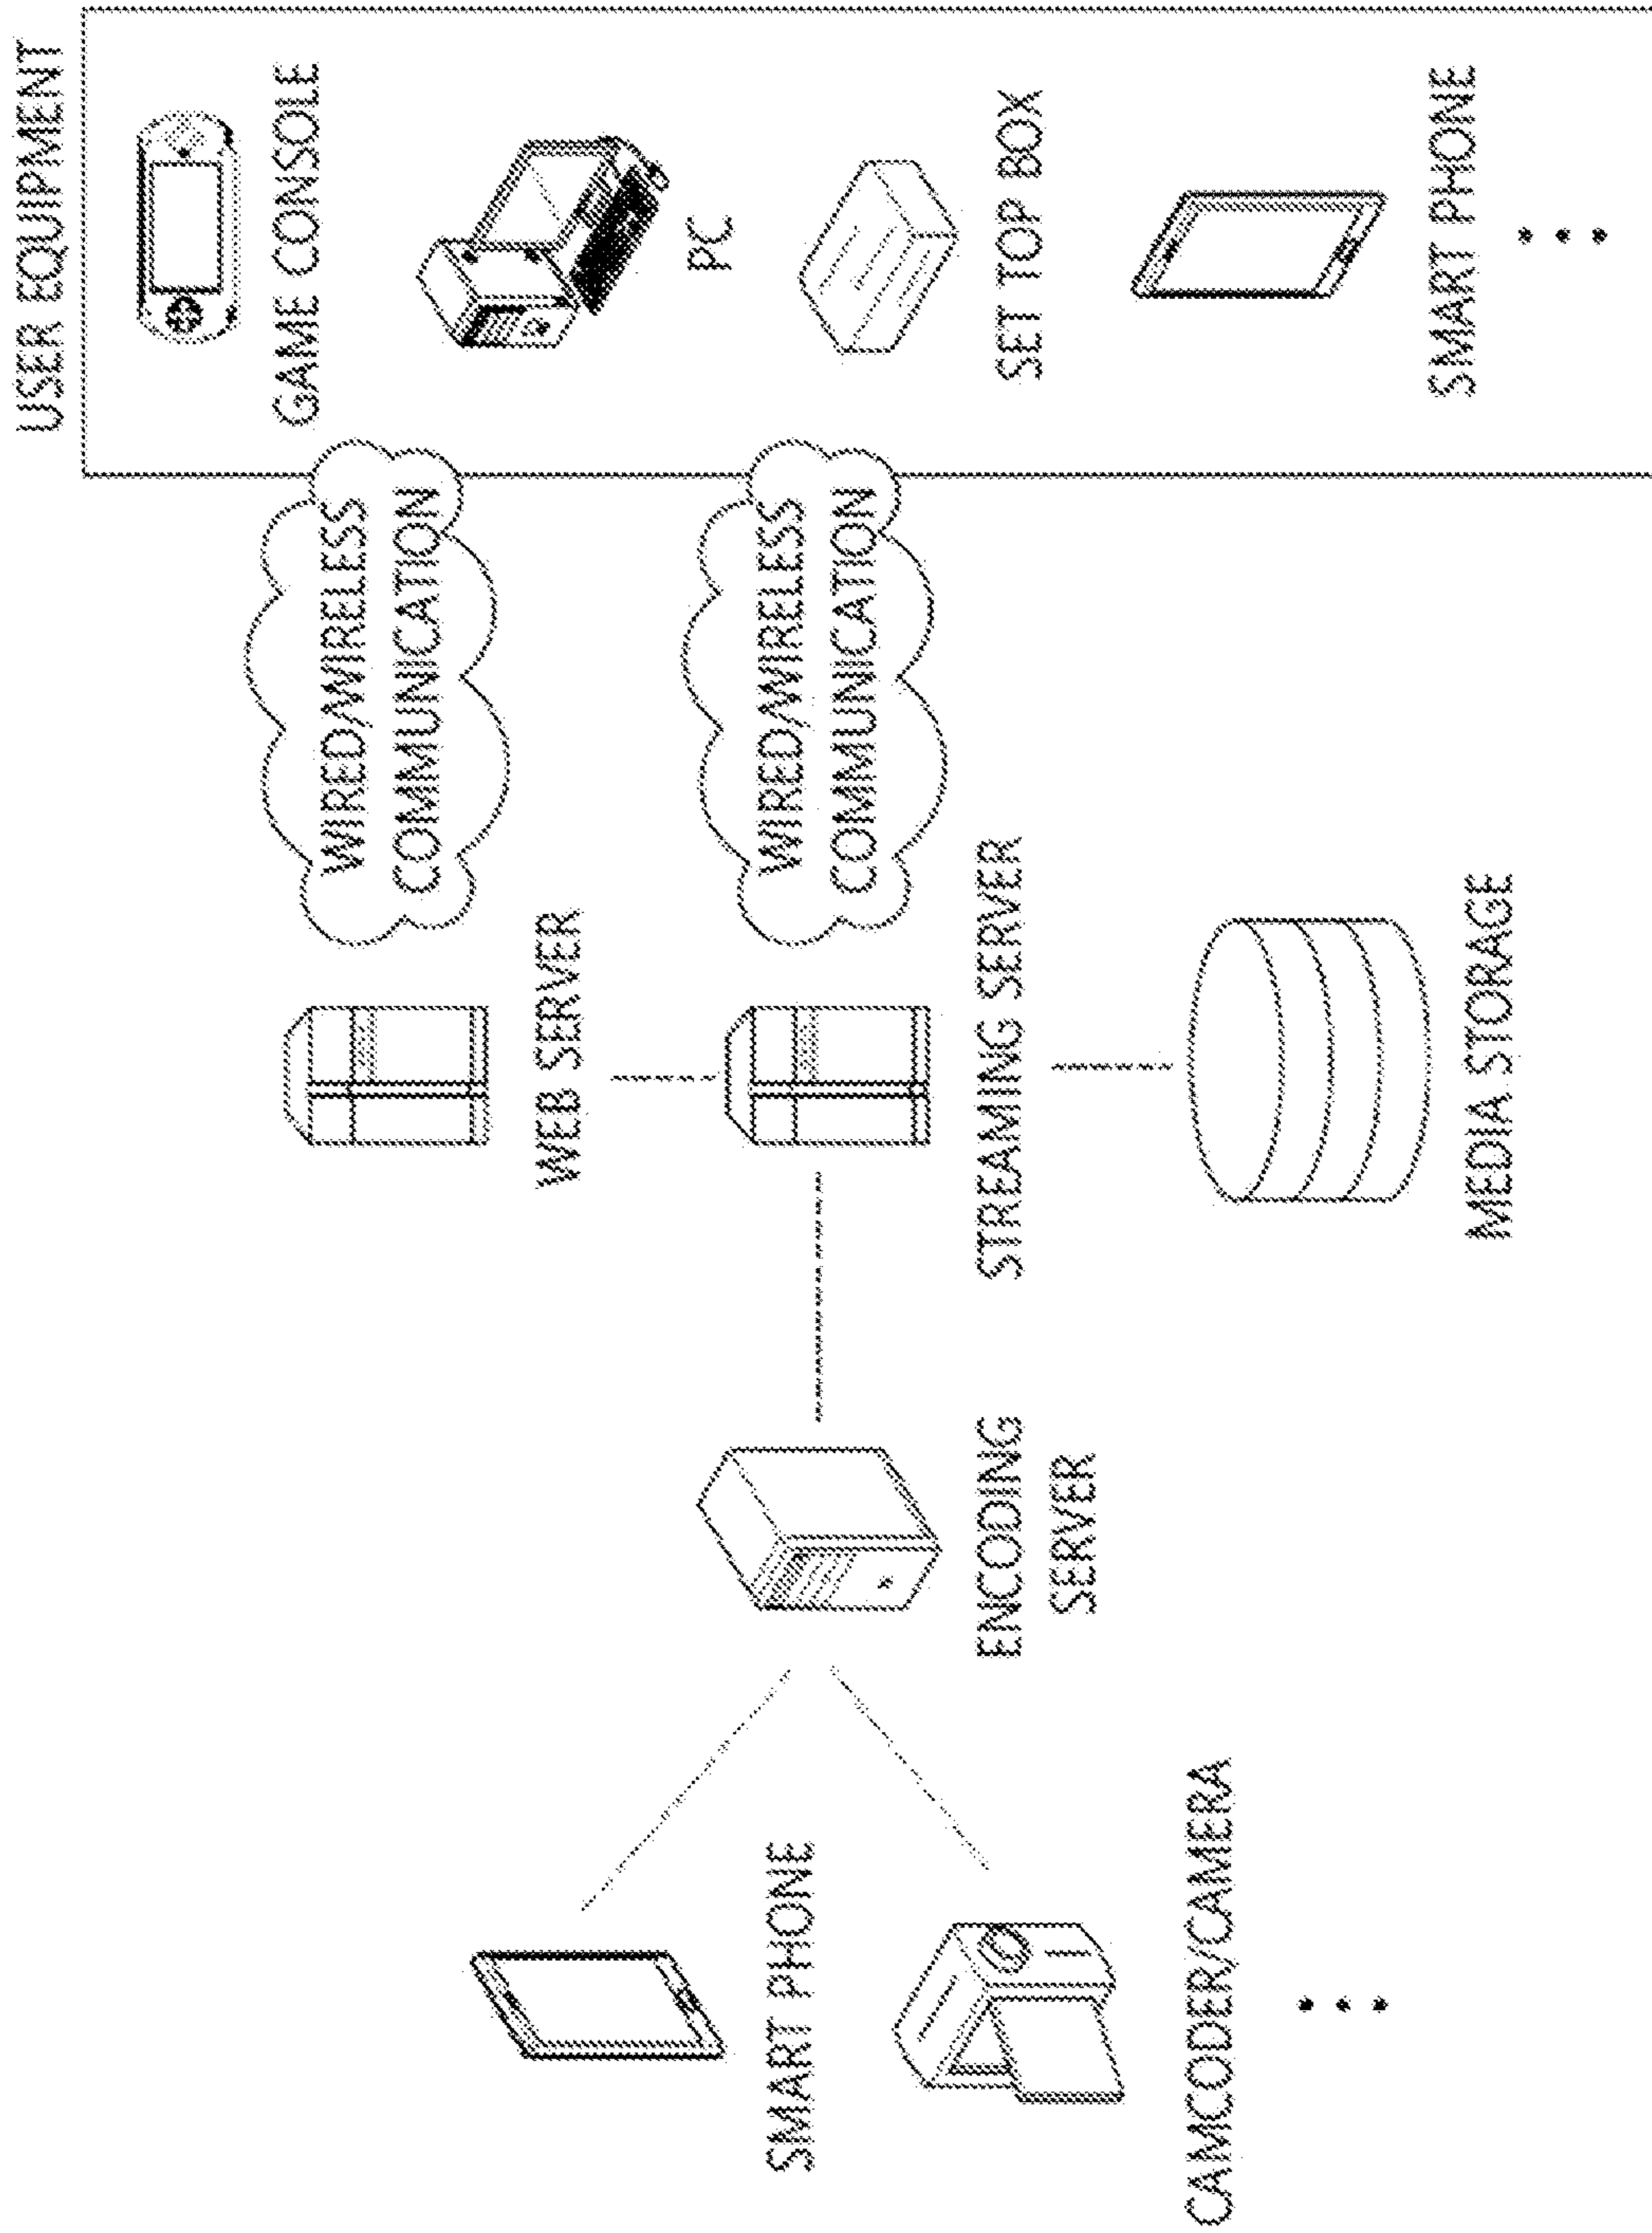 USER EQUIPMENT
GAME CONSOLE
PC
SET TOP BOX
SMART PHONE
WIRED/WIRELESS
COMMUNICATION
WIRED/WIRELESS
COMMUNICATION
WEB SERVER
STREAMING SERVER
MEDIA STORAGE
ENCODING
SERVER
SMART PHONE
CAMCODER/CAMERA